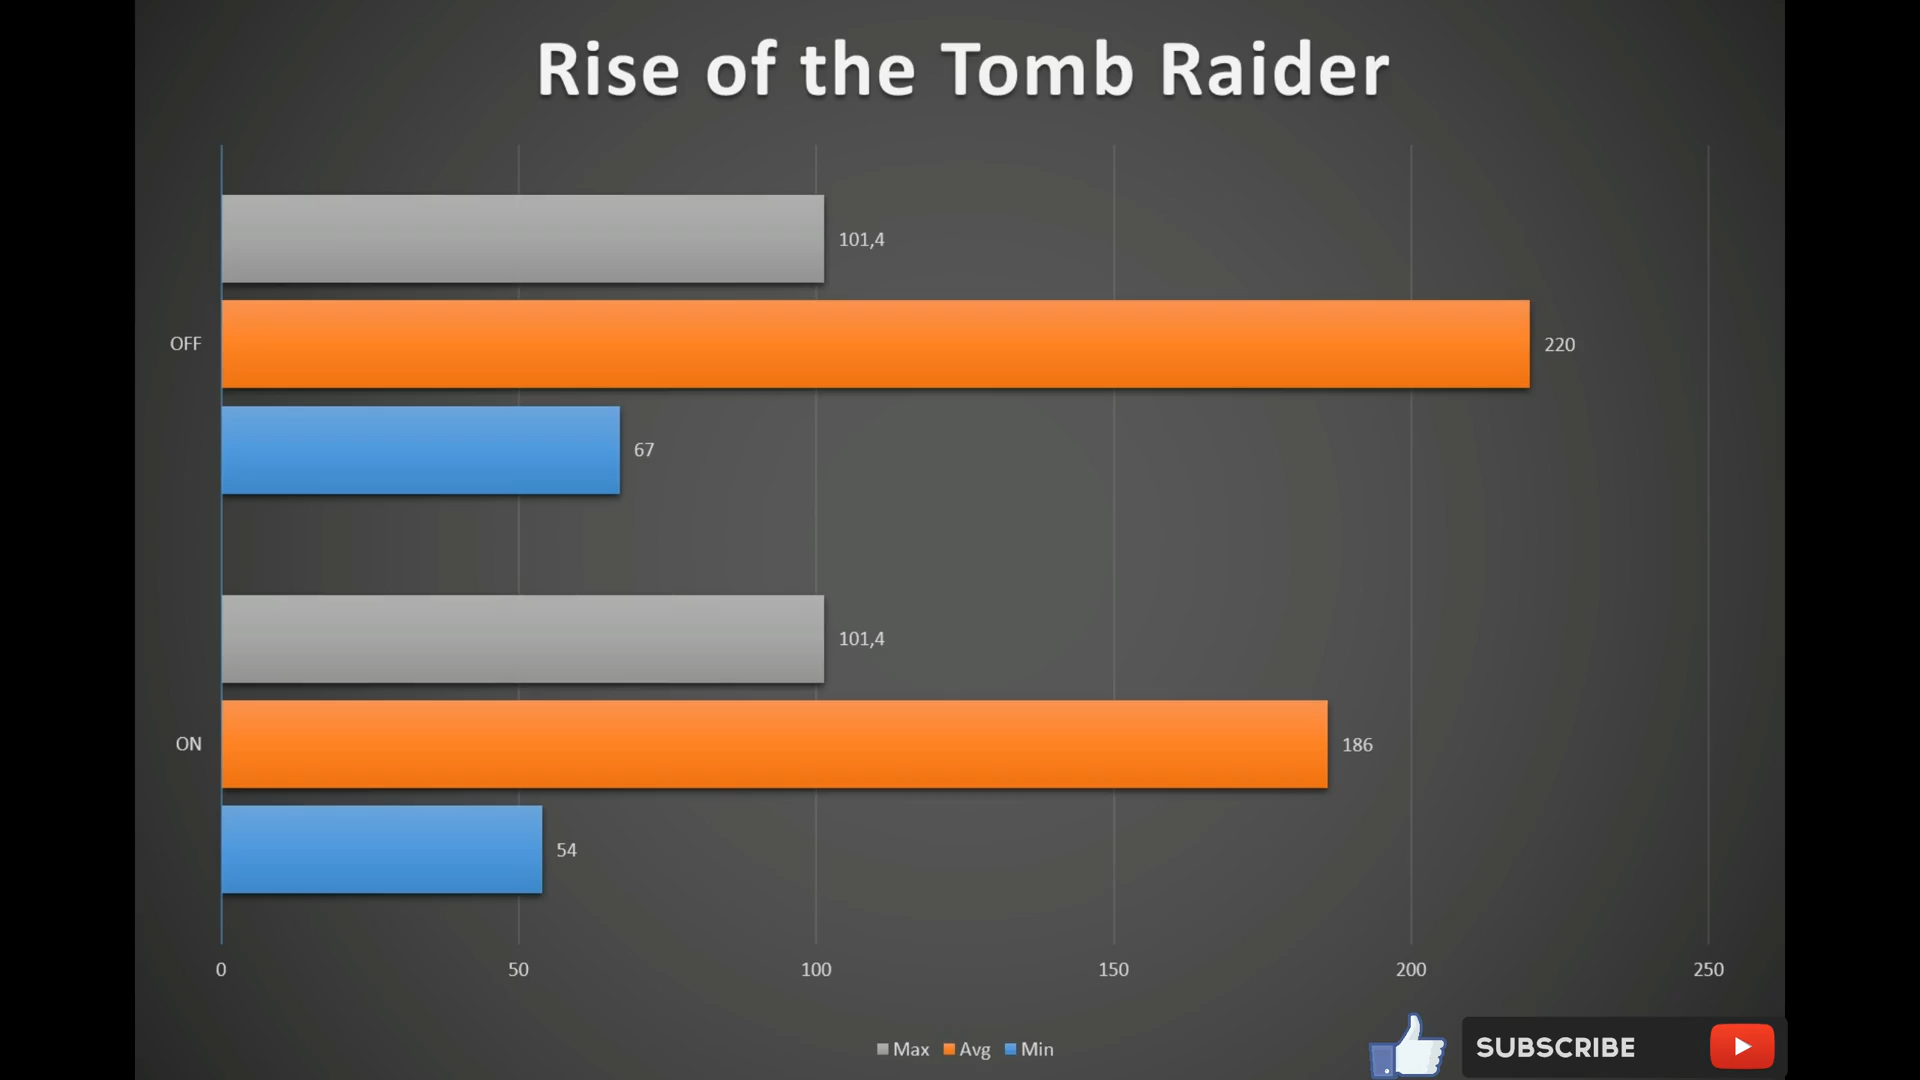 Rise of the Tomb Raider
101,4
OFF
220
67
101,4
ON
186
54
0 50 100 150 200 250
Max Avg Min
SUBSCRIBE